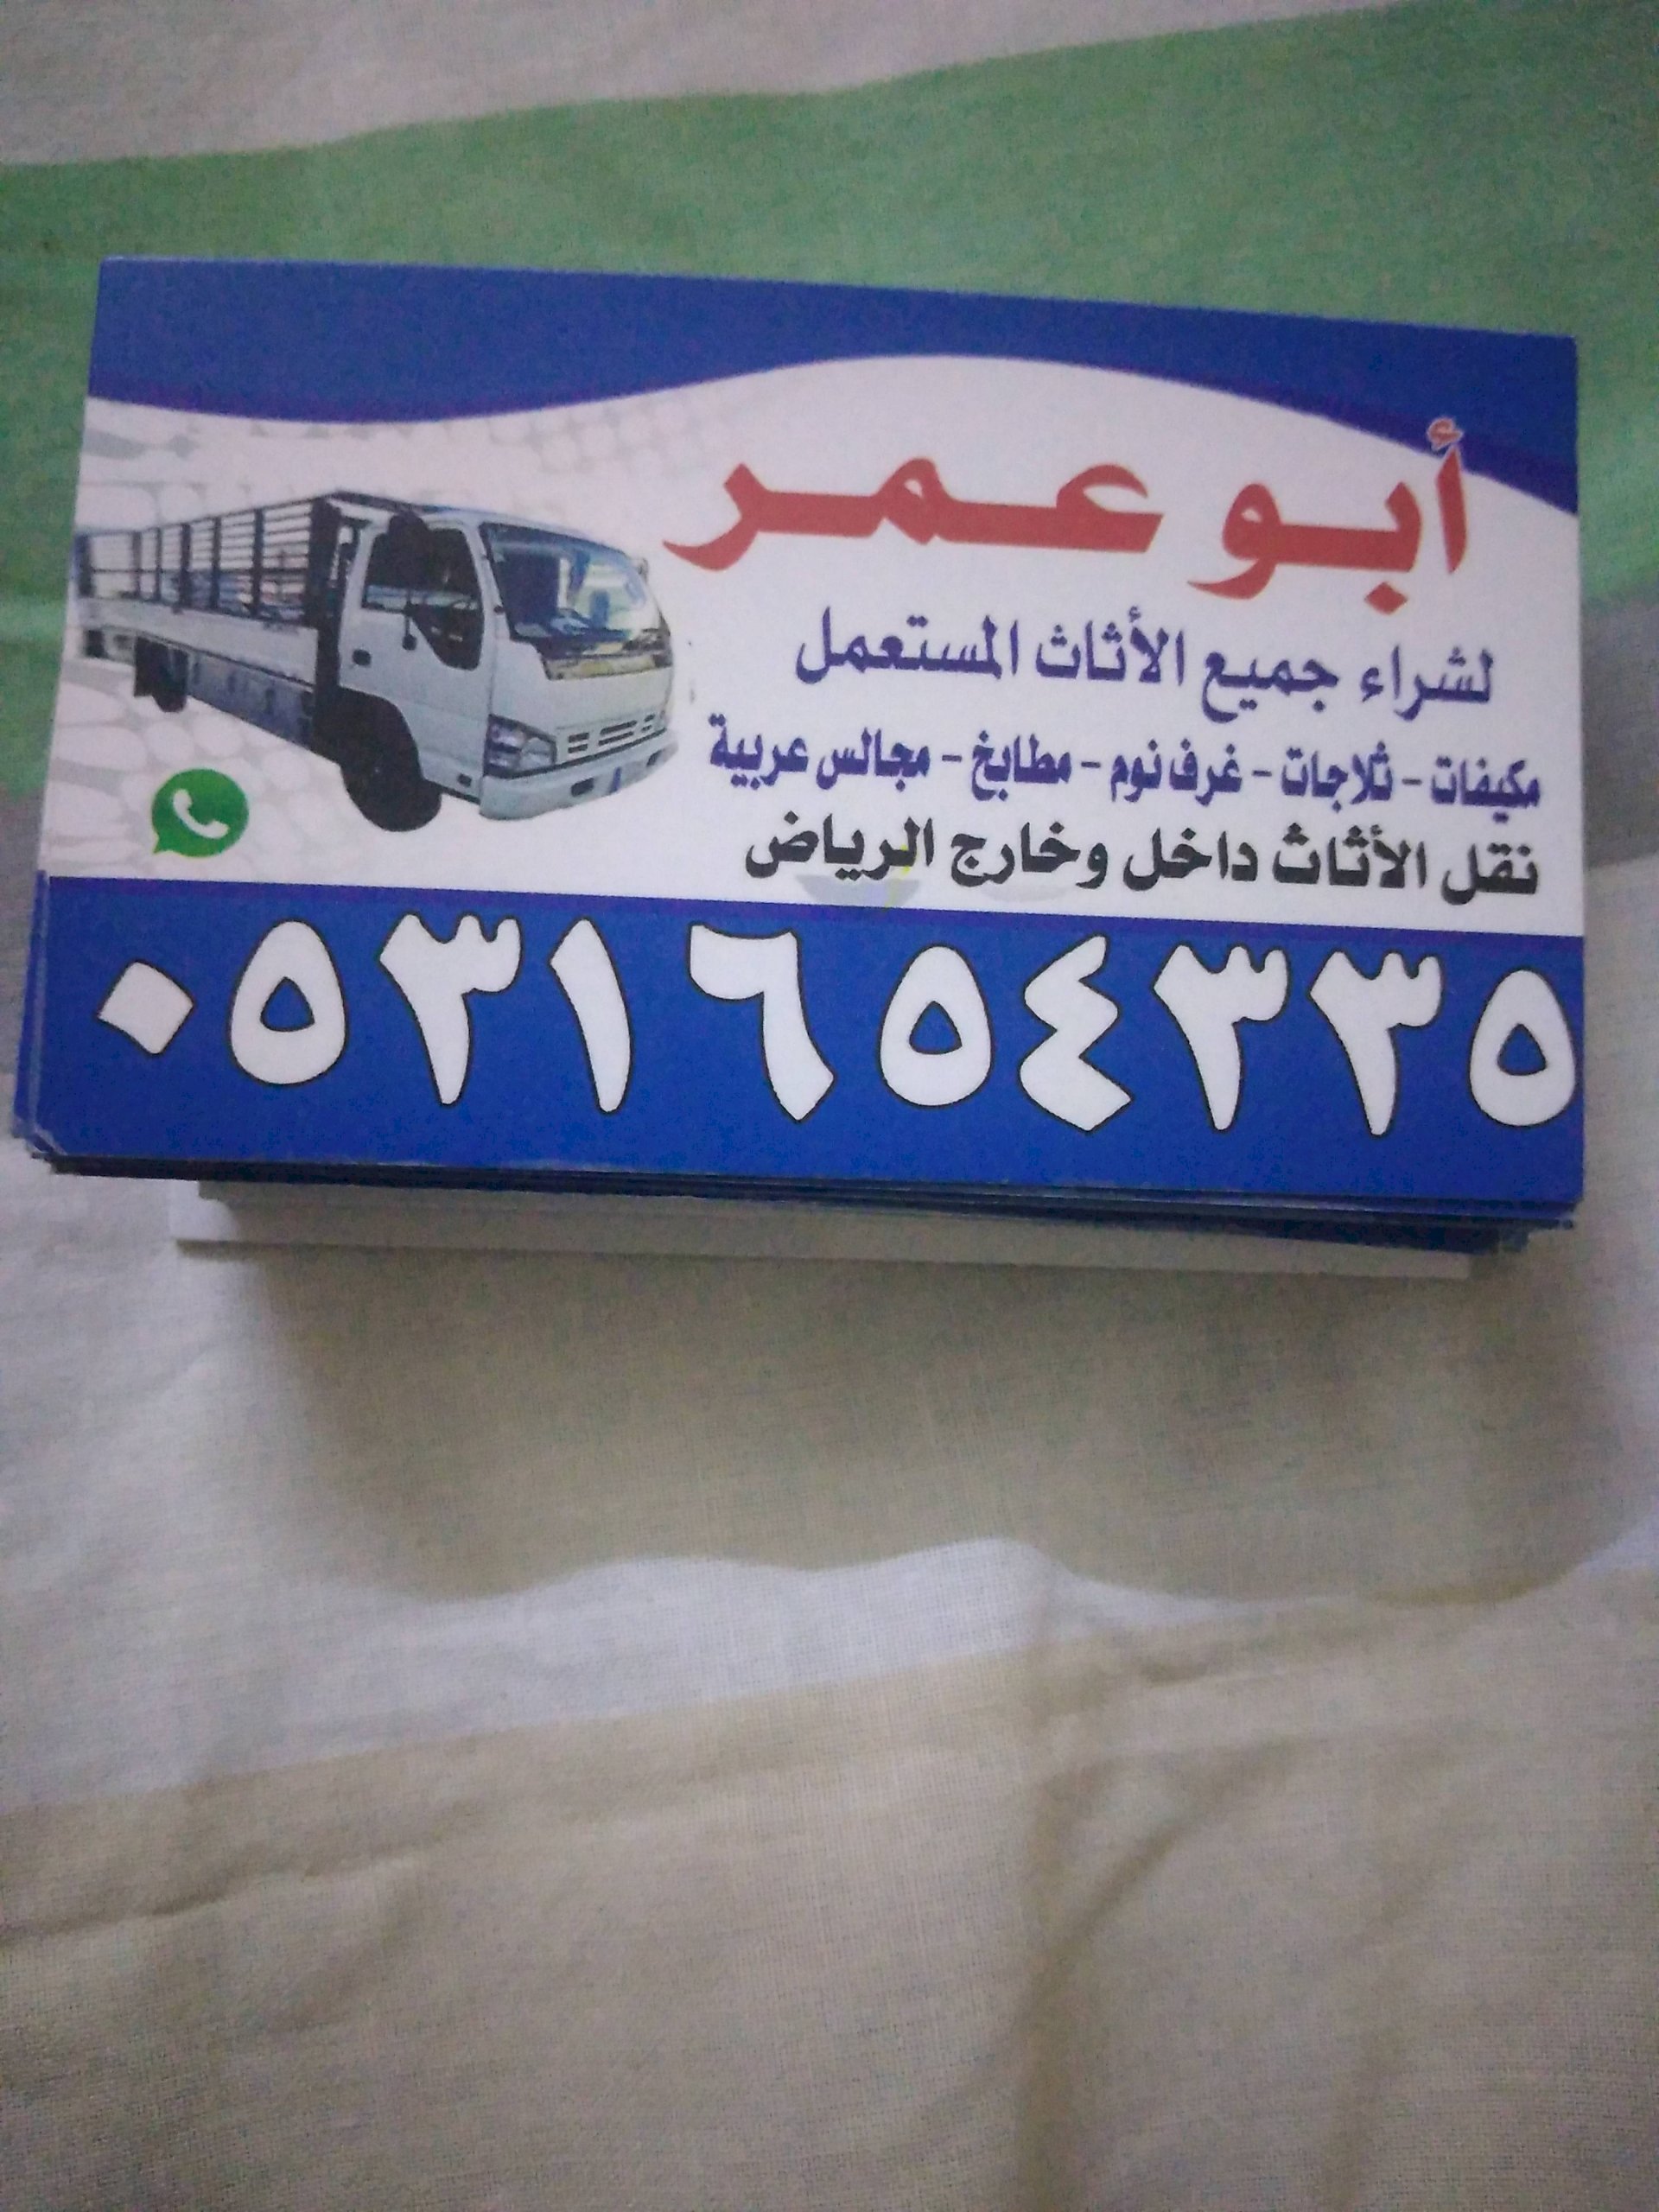 أبو عمر
لشراء جميع الأثاث المستعمل
مكيفات - ثلاجات - غرف نوم - مطابخ - مجالس عربية
نقل الأثاث داخل وخارج الرياض
٠٥٣١٦٥٤٣٣٥